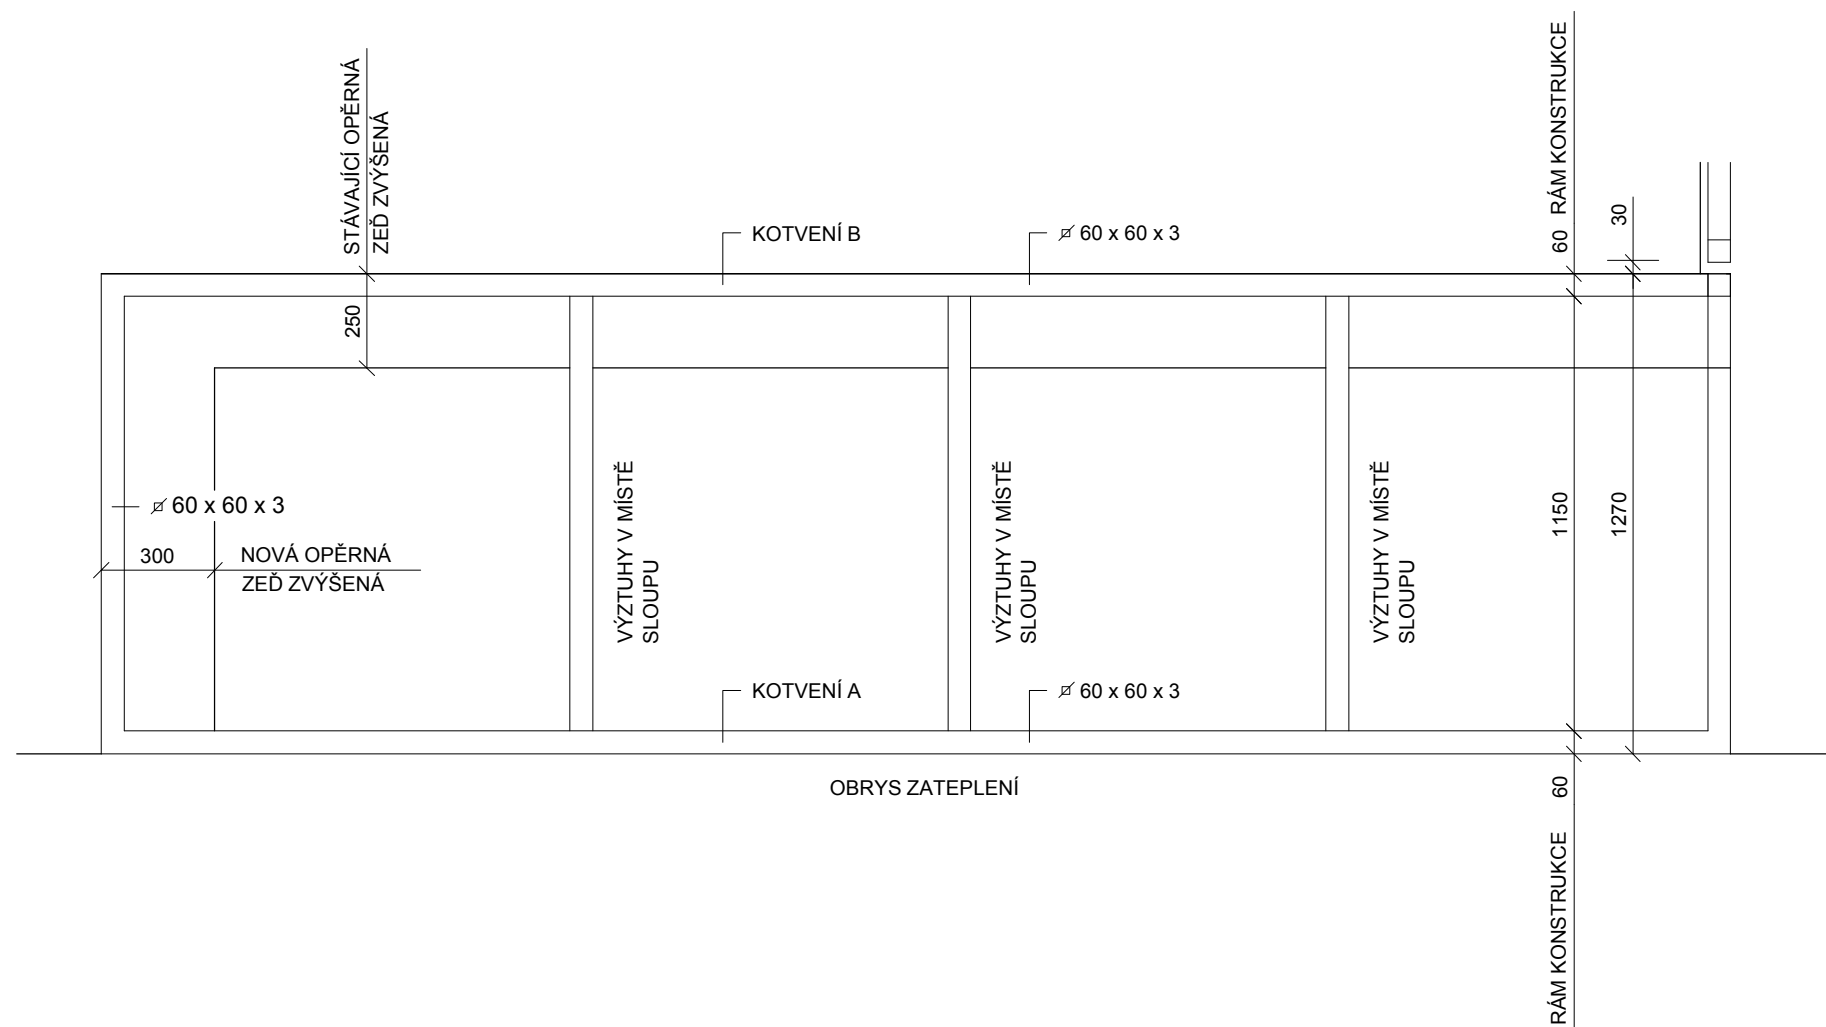 STÁVAJÍCÍ OPĚRNÁ
ZEĎ ZVÝŠENÁ
250
KOTVENÍ B
60 x 60 x 3
60 RÁM KONSTRUKCE
30
60 x 60 x 3
300
NOVÁ OPĚRNÁ
ZEĎ ZVÝŠENÁ
VÝZTUHY V MÍSTĚ
SLOUPU
VÝZTUHY V MÍSTĚ
SLOUPU
VÝZTUHY V MÍSTĚ
SLOUPU
1150
1270
KOTVENÍ A
60 x 60 x 3
OBRYS ZATEPLENÍ
RÁM KONSTRUKCE 60